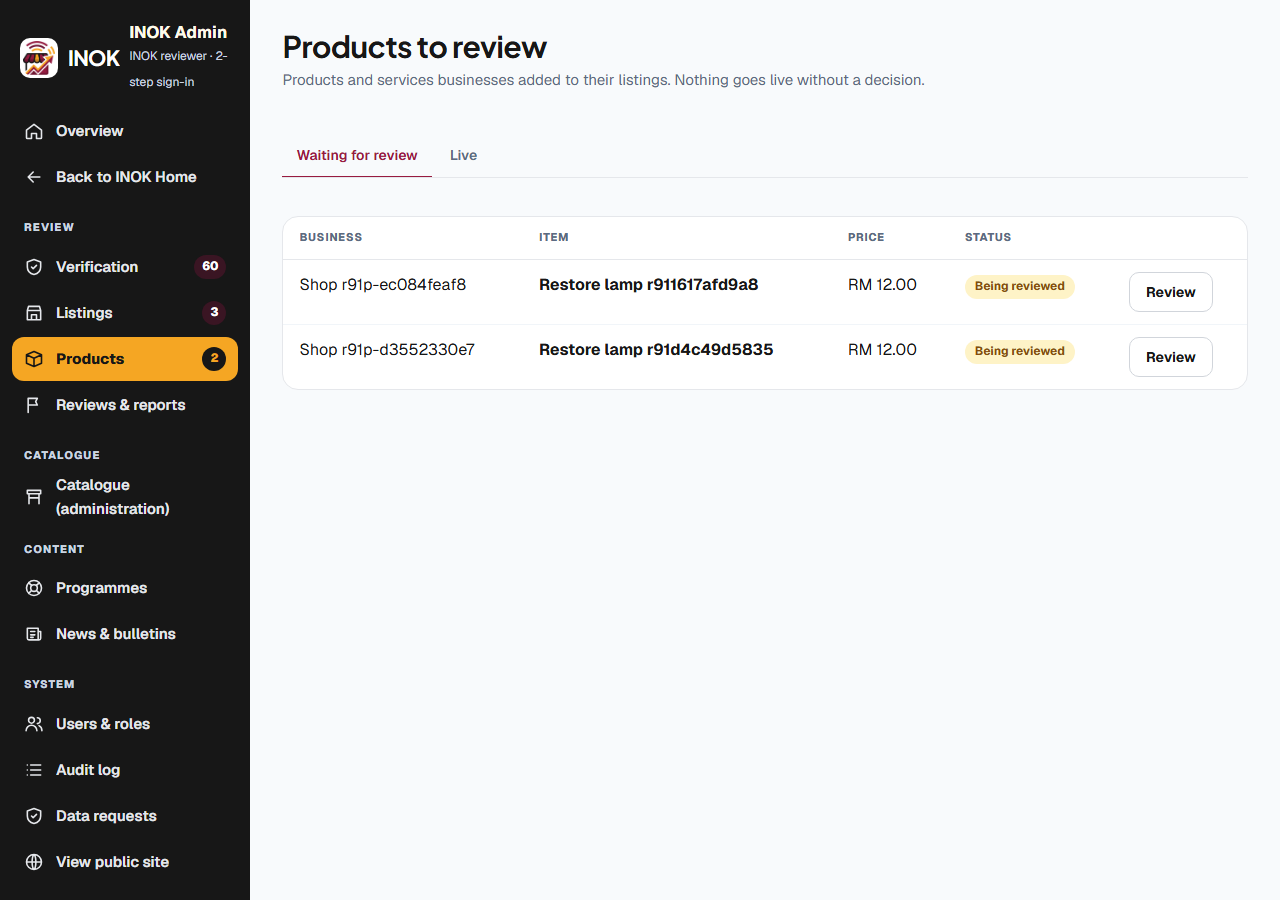 INOK
INOK Admin
INOK reviewer · 2-
step sign-in
Overview
Back to INOK Home
REVIEW
Verification 60
Listings 3
Products 2
Reviews & reports
CATALOGUE
Catalogue
(administration)
CONTENT
Programmes
News & bulletins
SYSTEM
Users & roles
Audit log
Data requests
View public site
Products to review
Products and services businesses added to their listings. Nothing goes live without a decision.
Waiting for review Live
BUSINESS ITEM PRICE STATUS
Shop r91p-ec084feaf8 Restore lamp r911617afd9a8 RM 12.00 Being reviewed Review
Shop r91p-d3552330e7 Restore lamp r91d4c49d5835 RM 12.00 Being reviewed Review